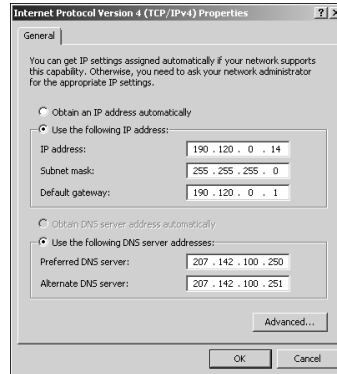 Internet Protocol Version 4 (TCP/IPv4) Properties
General
You can get IP settings assigned automatically if your network supports
this capability. Otherwise, you need to ask your network administrator
for the appropriate IP settings.
Obtain an IP address automatically
Use the following IP address:
IP address: 190 . 120 . 0 . 14
Subnet mask: 255 . 255 . 255 . 0
Default gateway: 190 . 120 . 0 . 1
Obtain DNS server address automatically
Use the following DNS server addresses:
Preferred DNS server: 207 . 142 . 100 . 250
Alternate DNS server: 207 . 142 . 100 . 251
Advanced...
OK Cancel